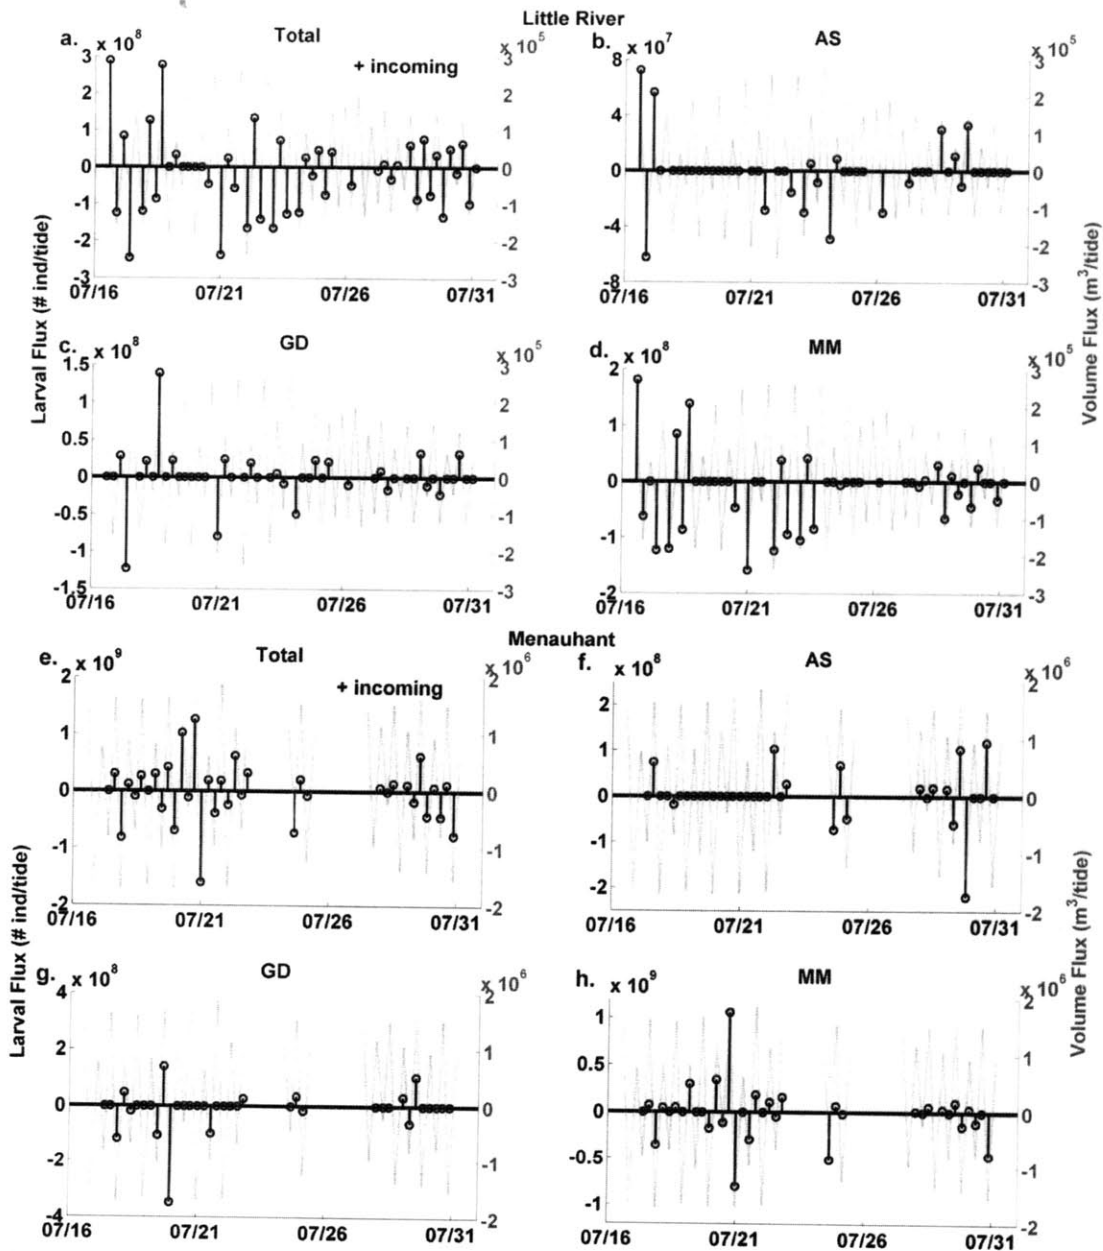 Little River
a. x 10^8 Total x 10^5
+ incoming
3 2 1 0 -1 -2 -3
3 2 1 0 -1 -2 -3
07/16 07/21 07/26 07/31
b. x 10^7 AS x 10^5
8 4 0 -4 -8
3 2 1 0 -1 -2 -3
07/16 07/21 07/26 07/31
Larval Flux (# ind/tide)
Volume Flux (m^3/tide)
c. x 10^8 GD x 10^5
1.5 1 0.5 0 -0.5 -1 -1.5
3 2 1 0 -1 -2 -3
07/16 07/21 07/26 07/31
d. x 10^8 MM x 10^5
2 1 0 -1 -2
3 2 1 0 -1 -2 -3
07/16 07/21 07/26 07/31
Menauhant
e. x 10^9 Total x 10^6
+ incoming
2 1 0 -1 -2
2 1 0 -1 -2
07/16 07/21 07/26 07/31
f. x 10^8 AS x 10^6
2 1 0 -1 -2
2 1 0 -1 -2
07/16 07/21 07/26 07/31
Larval Flux (# ind/tide)
Volume Flux (m^3/tide)
g. x 10^8 GD x 10^6
4 2 0 -2 -4
2 1 0 -1 -2
07/16 07/21 07/26 07/31
h. x 10^9 MM x 10^6
1 0.5 0 -0.5 -1
2 1 0 -1 -2
07/16 07/21 07/26 07/31